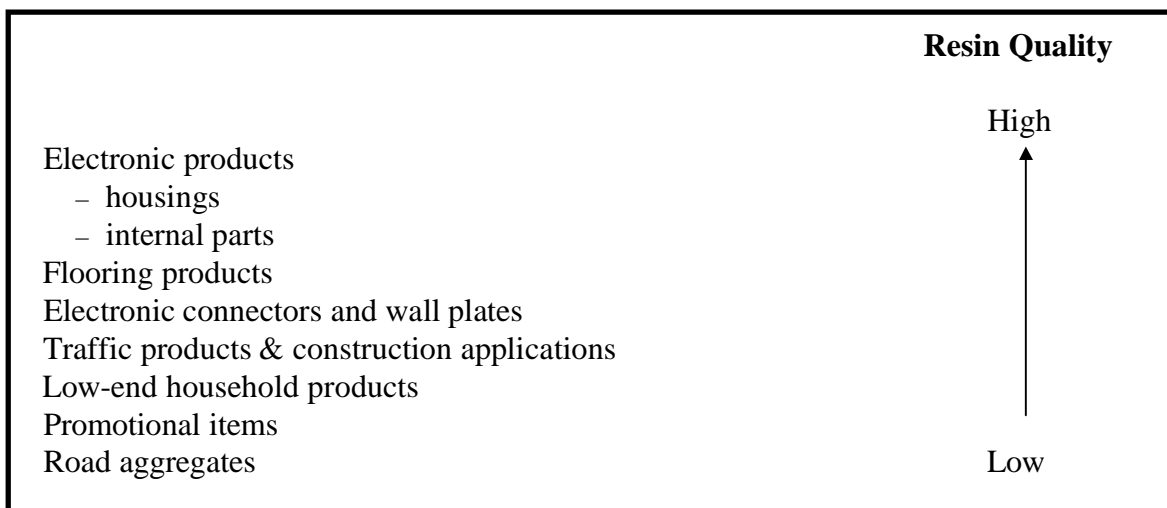 Resin Quality
High
Electronic products
– housings
– internal parts
Flooring products
Electronic connectors and wall plates
Traffic products & construction applications
Low-end household products
Promotional items
Road aggregates Low